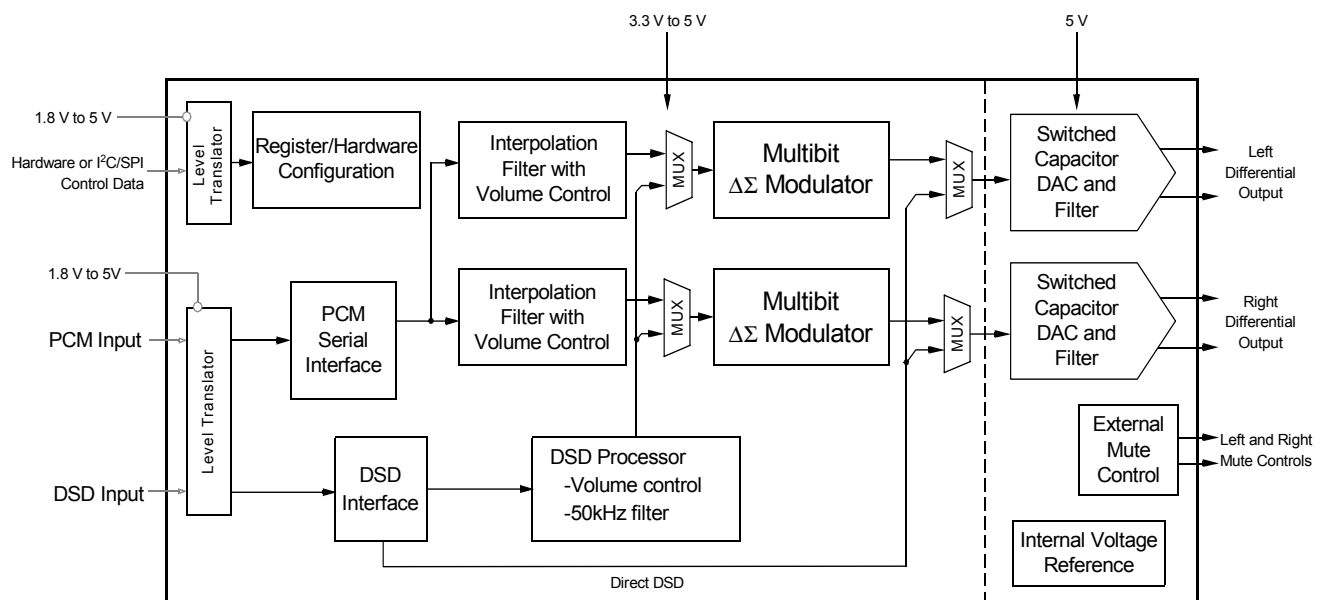 3.3 V to 5 V
5 V
1.8 V to 5 V
Hardware or I²C/SPI
Control Data
Level
Translator
Register/Hardware
Configuration
Interpolation
Filter with
Volume Control
MUX
Multibit
ΔΣ Modulator
MUX
Switched
Capacitor
DAC and
Filter
Left
Differential
Output
1.8 V to 5V
PCM Input
Level Translator
PCM
Serial
Interface
Interpolation
Filter with
Volume Control
MUX
Multibit
ΔΣ Modulator
MUX
Switched
Capacitor
DAC and
Filter
Right
Differential
Output
DSD Input
DSD
Interface
DSD Processor
-Volume control
-50kHz filter
External
Mute
Control
Left and Right
Mute Controls
Internal Voltage
Reference
Direct DSD